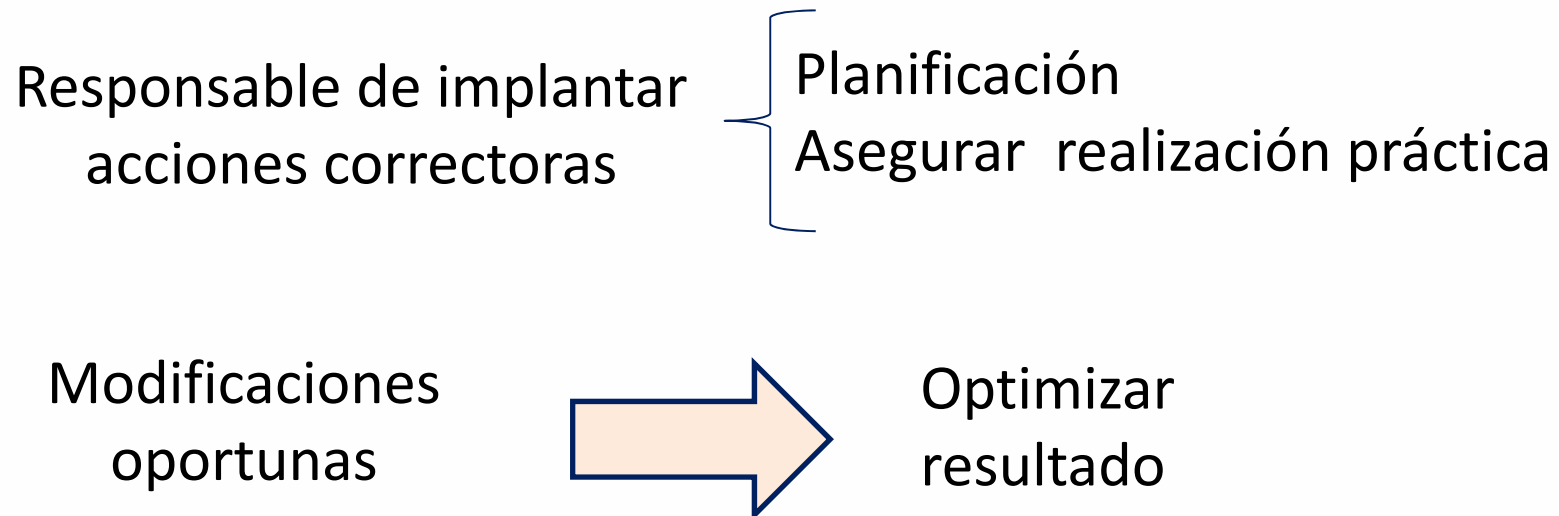 Responsable de implantar
acciones correctoras
Planificación
Asegurar realización práctica
Modificaciones
oportunas
Optimizar
resultado